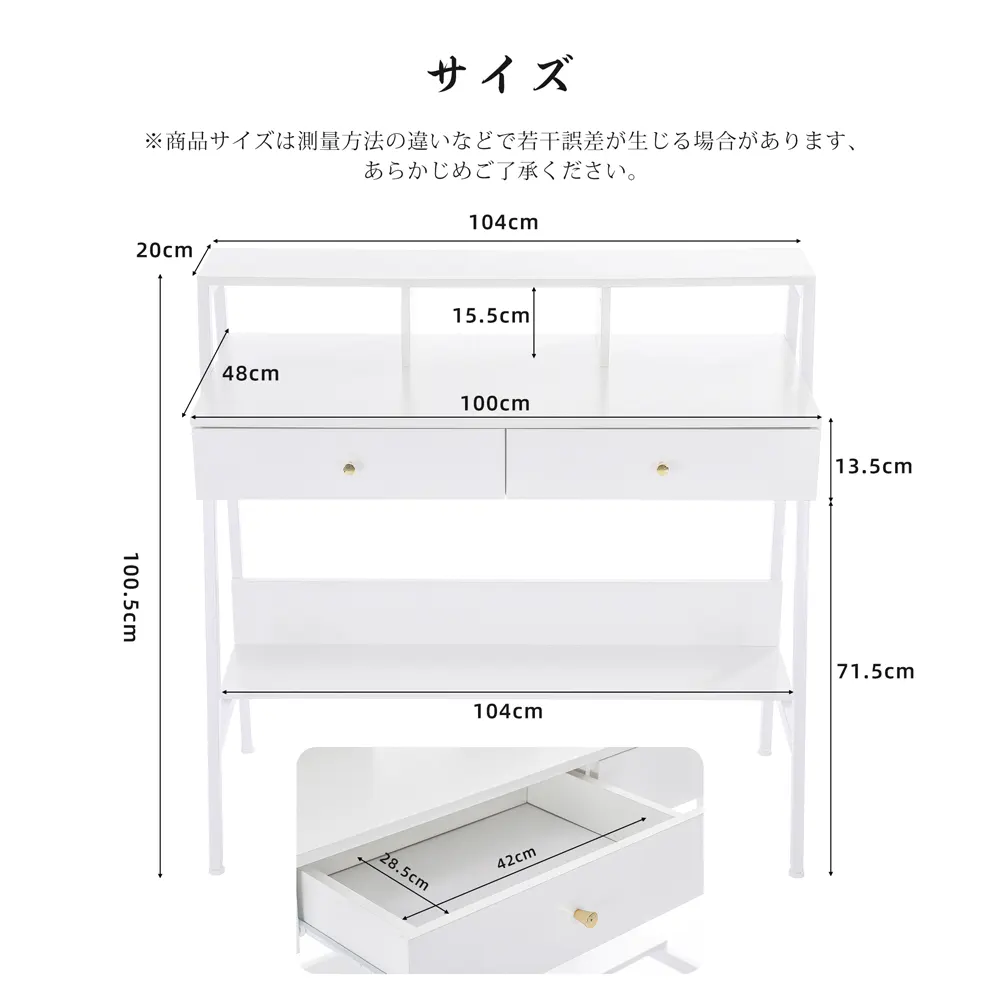 サイズ
※商品サイズは測量方法の違いなどで若干誤差が生じる場合があります、
あらかじめご了承ください。
104cm
20cm
15.5cm
48cm
100cm
13.5cm
100.5cm
71.5cm
104cm
28.5cm
42cm